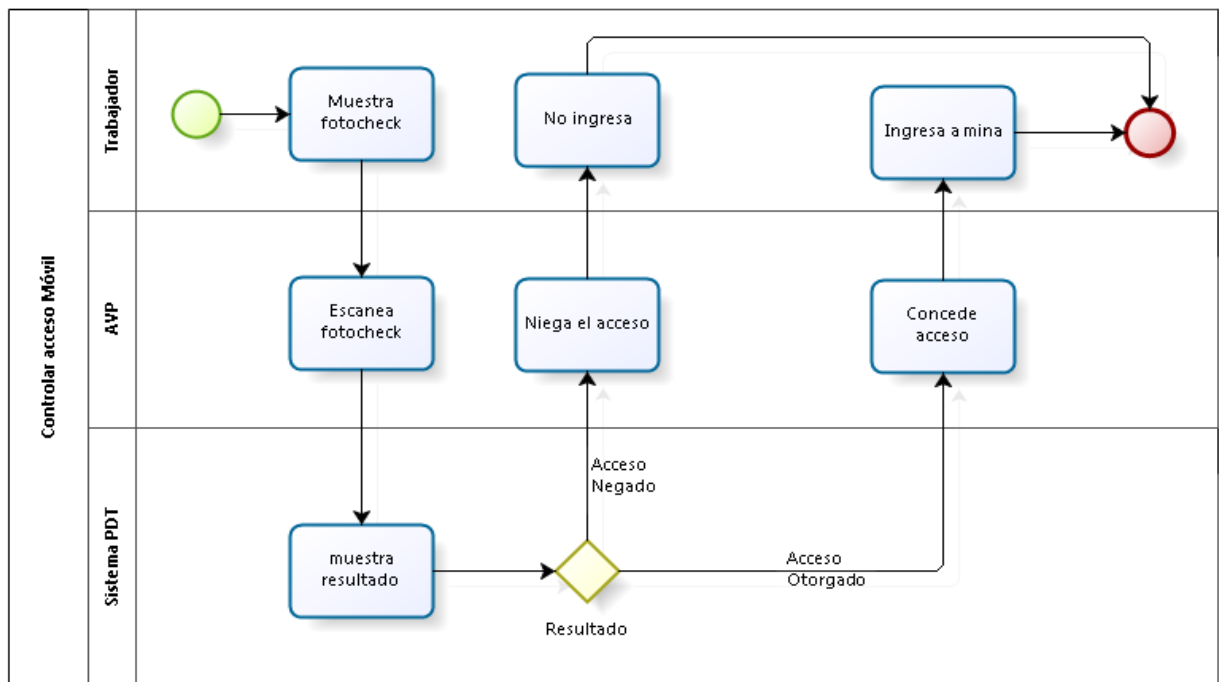 Controlar acceso Móvil
Trabajador
Muestra
fotocheck
No ingresa
Ingresa a mina
AVP
Escanea
fotocheck
Niega el acceso
Concede
acceso
Sistema PDT
muestra
resultado
Acceso
Negado
Acceso
Otorgado
Resultado